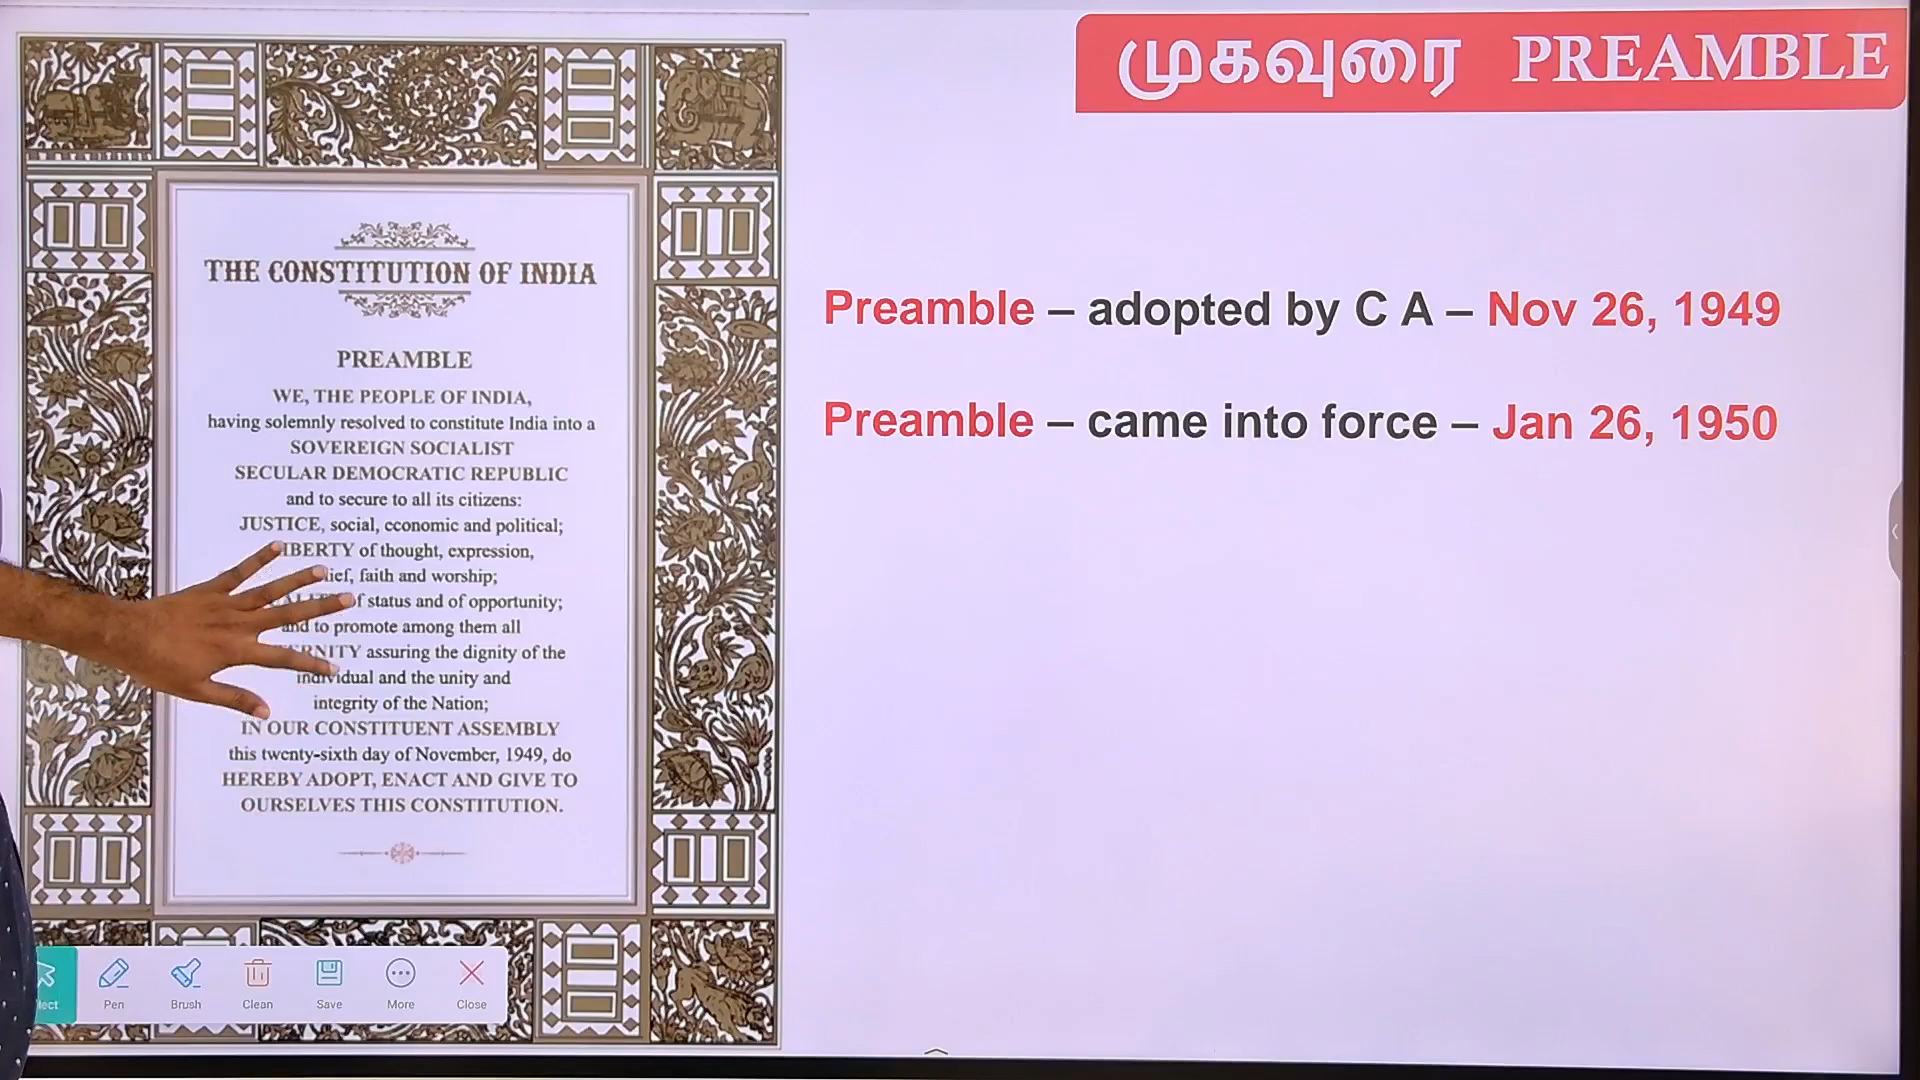 முகவுரை PREAMBLE
THE CONSTITUTION OF INDIA
PREAMBLE
WE, THE PEOPLE OF INDIA,
having solemnly resolved to constitute India into a
SOVEREIGN SOCIALIST
SECULAR DEMOCRATIC REPUBLIC
and to secure to all its citizens:
JUSTICE, social, economic and political;
IBERTY of thought, expression,
lief, faith and worship;
of status and of opportunity;
and to promote among them all
RNITY assuring the dignity of the
individual and the unity and
integrity of the Nation;
IN OUR CONSTITUENT ASSEMBLY
this twenty-sixth day of November, 1949, do
HEREBY ADOPT, ENACT AND GIVE TO
OURSELVES THIS CONSTITUTION.
Preamble – adopted by C A – Nov 26, 1949
Preamble – came into force – Jan 26, 1950
lect Pen Brush Clean Save More Close